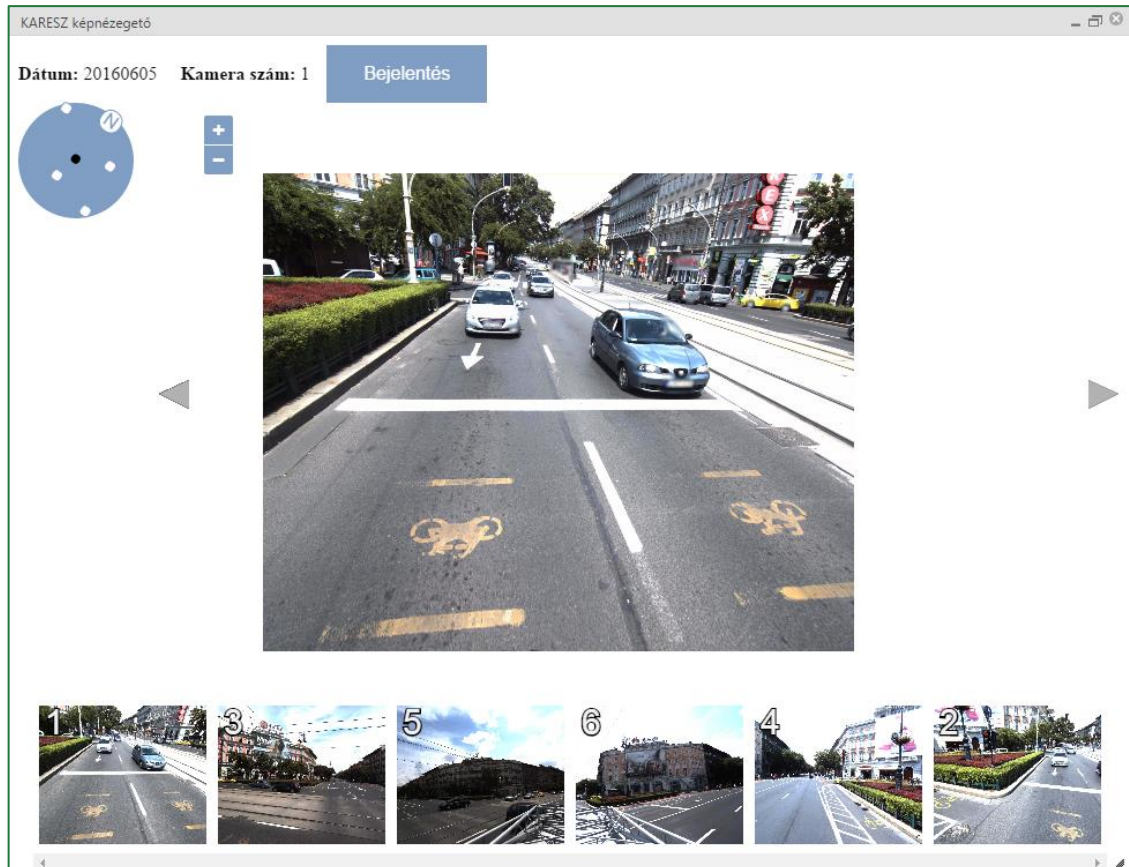 KARESZ képnézegető
Dátum: 20160605 Kamera szám: 1 Bejelentés
N
+
−
1 3 5 6 4 2